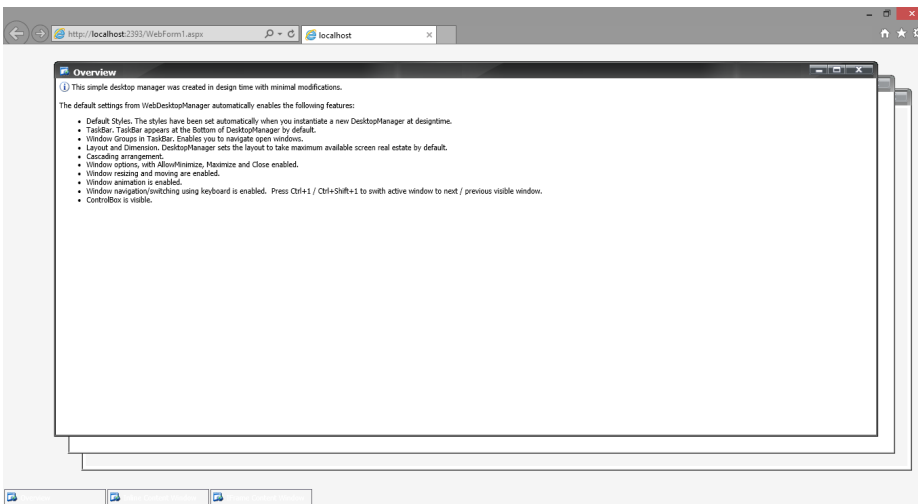 http://localhost:2393/WebForm1.aspx
localhost
Overview
This simple desktop manager was created in design time with minimal modifications.
The default settings from WebDesktopManager automatically enables the following features:
Default Styles. The styles have been set automatically when you instantiate a new DesktopManager at designtime.
TaskBar. TaskBar appears at the Bottom of DesktopManager by default.
Window Groups in TaskBar. Enables you to navigate open windows.
Layout and Dimension. DesktopManager sets the layout to take maximum available screen real estate by default.
Cascading arrangement.
Window options, with AllowMinimize, Maximize and Close enabled.
Window resizing and moving are enabled.
Window animation is enabled.
Window navigation/switching using keyboard is enabled. Press Ctrl+1 / Ctrl+Shift+1 to swith active window to next / previous visible window.
ControlBox is visible.